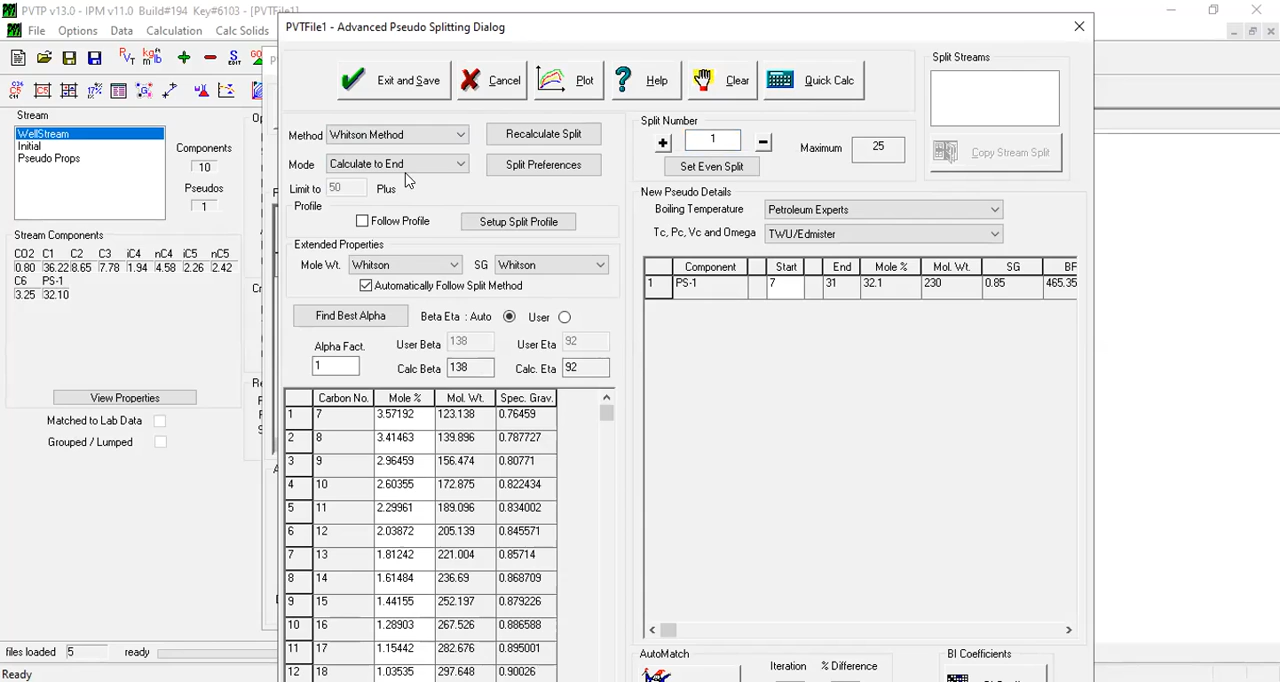 PVTP v13.0 - IPM v11.0 Build#194 Key#6103 - [PVTFile1]
File Options Data Calculation Calc Solids
Stream
WellStream
Initial
Pseudo Props
Components
10
Pseudos
1
Stream Components
CO2 C1 C2 C3 iC4 nC4 iC5 nC5
0.80 36.22 8.65 7.78 1.94 4.58 2.26 2.42
C6 PS-1
3.25 32.10
View Properties
Matched to Lab Data
Grouped / Lumped
files loaded 5 ready
Ready
PVTFile1 - Advanced Pseudo Splitting Dialog
Exit and Save Cancel Plot Help Clear Quick Calc
Method Whitson Method Recalculate Split
Mode Calculate to End Split Preferences
Limit to 50 Plus
Profile
Follow Profile Setup Split Profile
Extended Properties
Mole Wt. Whitson SG Whitson
Automatically Follow Split Method
Find Best Alpha Beta Eta : Auto User
User Beta 138 User Eta 92
Alpha Fact.
1 Calc Beta 138 Calc. Eta 92
Carbon No. Mole % Mol. Wt. Spec. Grav.
1 7 3.57192 123.138 0.76459
2 8 3.41463 139.896 0.787727
3 9 2.96459 156.474 0.80771
4 10 2.60355 172.875 0.822434
5 11 2.29961 189.096 0.834002
6 12 2.03872 205.139 0.845571
7 13 1.81242 221.004 0.85714
8 14 1.61484 236.69 0.868709
9 15 1.44155 252.197 0.879226
10 16 1.28903 267.526 0.886588
11 17 1.15442 282.676 0.895001
12 18 1.03535 297.648 0.90026
Split Number
+ 1 - Maximum 25
Set Even Split
Split Streams
Copy Stream Split
New Pseudo Details
Boiling Temperature Petroleum Experts
Tc, Pc, Vc and Omega TWU/Edmister
Component Start End Mole % Mol. Wt. SG BF
1 PS-1 7 31 32.1 230 0.85 465.35
AutoMatch
Iteration % Difference
BI Coefficients